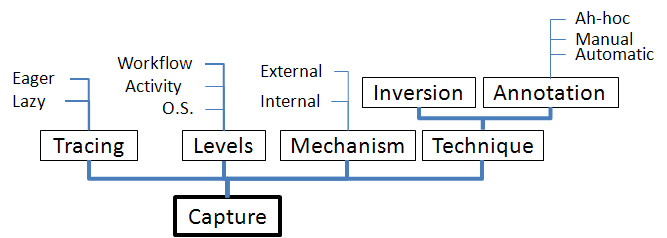 Ah-hoc
Manual
Automatic
Workflow
Activity
O.S.
External
Internal
Eager
Lazy
Inversion
Annotation
Tracing
Levels
Mechanism
Technique
Capture